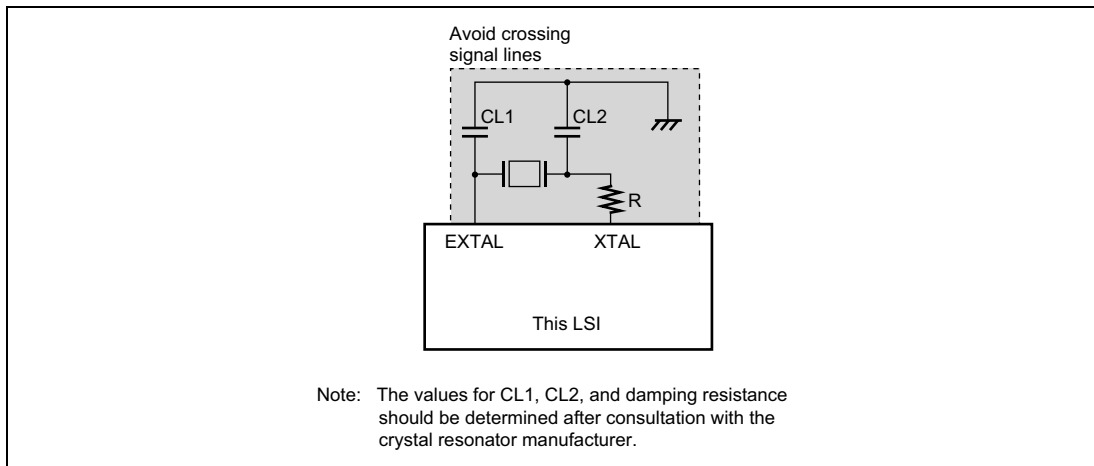 Avoid crossing
signal lines
CL1
CL2
R
EXTAL
XTAL
This LSI
Note: The values for CL1, CL2, and damping resistance
should be determined after consultation with the
crystal resonator manufacturer.